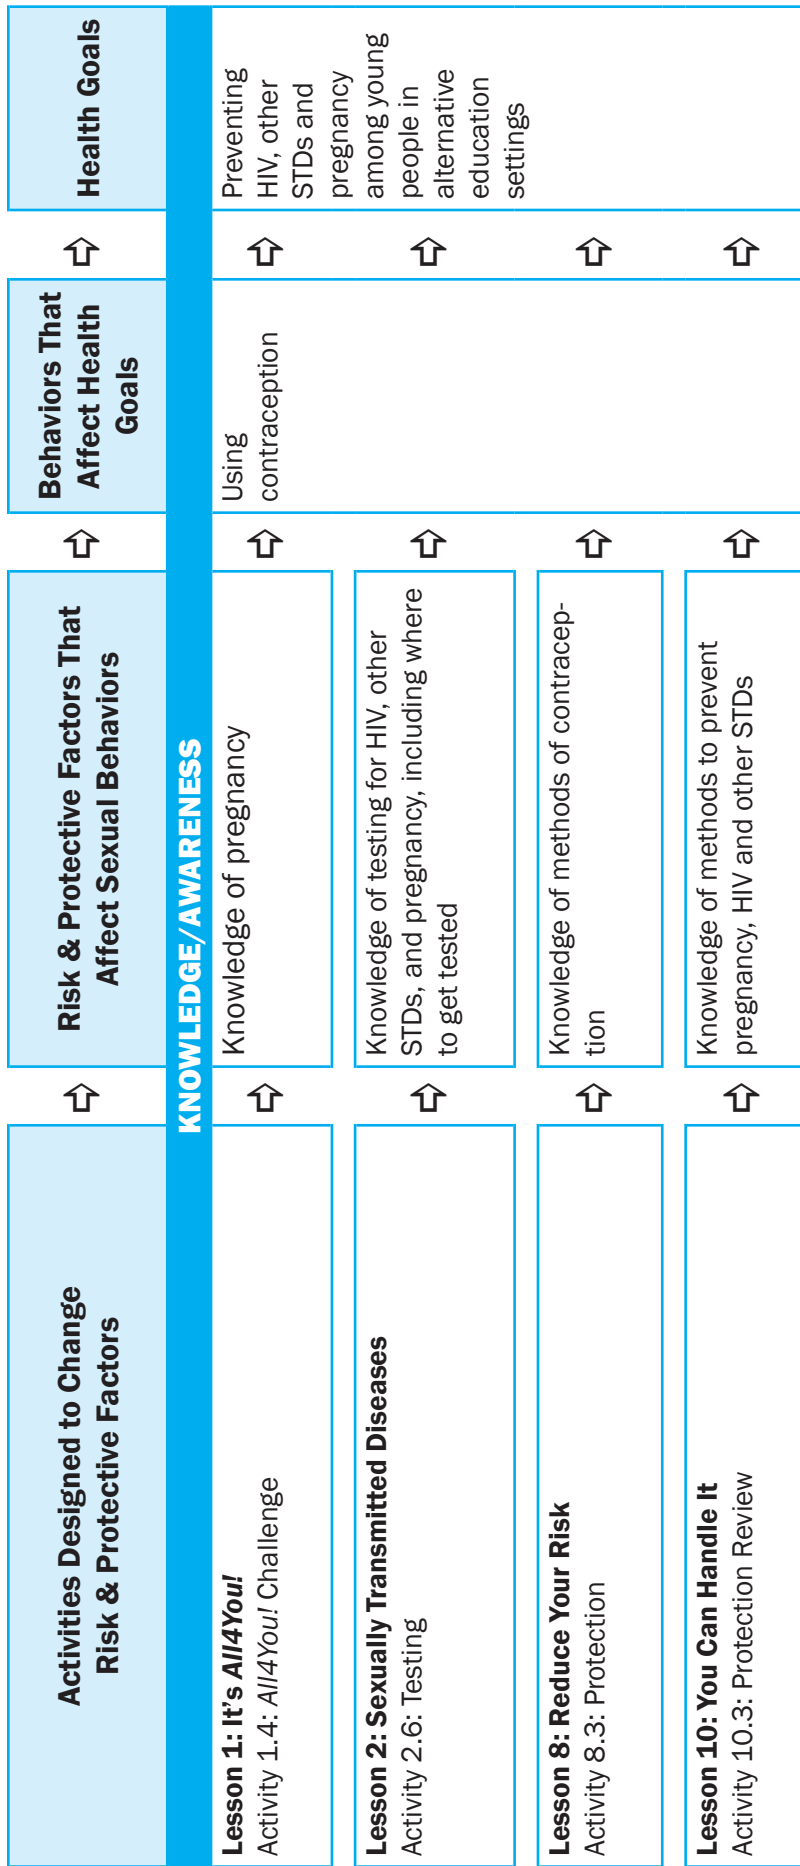 Activities Designed to Change
Risk & Protective Factors
Risk & Protective Factors That
Affect Sexual Behaviors
Behaviors That
Affect Health
Goals
Health Goals
KNOWLEDGE/AWARENESS
Lesson 1: It's All4You!
Activity 1.4: All4You! Challenge
Knowledge of pregnancy
Using
contraception
Preventing
HIV, other
STDs and
pregnancy
among young
people in
alternative
education
settings
Lesson 2: Sexually Transmitted Diseases
Activity 2.6: Testing
Knowledge of testing for HIV, other
STDs, and pregnancy, including where
to get tested
Lesson 8: Reduce Your Risk
Activity 8.3: Protection
Knowledge of methods of contracep-
tion
Lesson 10: You Can Handle It
Activity 10.3: Protection Review
Knowledge of methods to prevent
pregnancy, HIV and other STDs